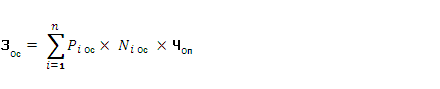 З_ос = ∑_{i=1}^{n} P_{i ос} × N_{i ос} × Ч_оп